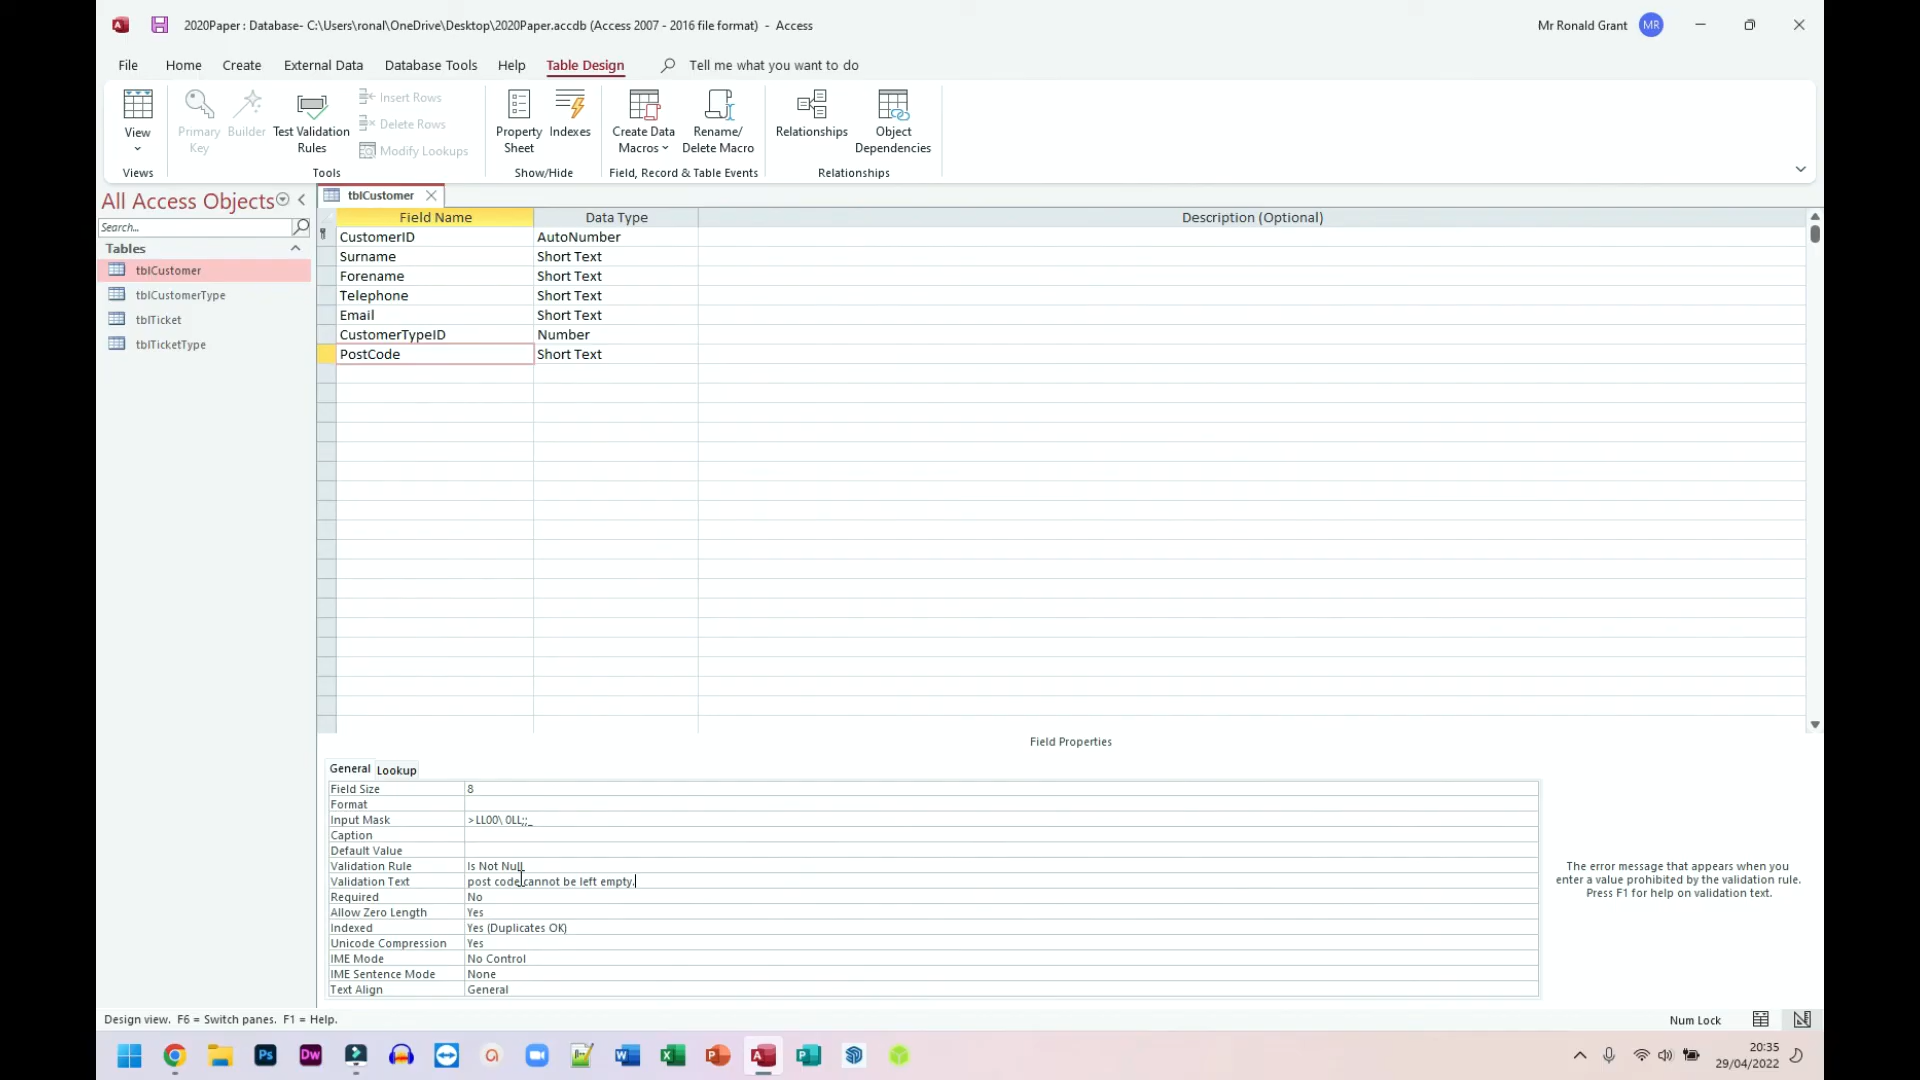 2020Paper : Database- C:\Users\ronal\OneDrive\Desktop\2020Paper.accdb (Access 2007 - 2016 file format) - Access
Mr Ronald Grant
MR
File Home Create External Data Database Tools Help Table Design Tell me what you want to do
View
Primary Key
Builder
Test Validation Rules
Insert Rows
Delete Rows
Modify Lookups
Property Sheet
Indexes
Create Data Macros
Rename/ Delete Macro
Relationships
Object Dependencies
Views
Tools
Show/Hide
Field, Record & Table Events
Relationships
All Access Objects
Search...
Tables
tblCustomer
tblCustomerType
tblTicket
tblTicketType
tblCustomer
Field Name Data Type Description (Optional)
CustomerID AutoNumber
Surname Short Text
Forename Short Text
Telephone Short Text
Email Short Text
CustomerTypeID Number
PostCode Short Text
Field Properties
General Lookup
Field Size 8
Format
Input Mask >LL00\ 0LL;;_
Caption
Default Value
Validation Rule Is Not Null
Validation Text post code cannot be left empty.
Required No
Allow Zero Length Yes
Indexed Yes (Duplicates OK)
Unicode Compression Yes
IME Mode No Control
IME Sentence Mode None
Text Align General
The error message that appears when you
enter a value prohibited by the validation rule.
Press F1 for help on validation text.
Design view. F6 = Switch panes. F1 = Help.
Num Lock
Ps
Dw
20:35
29/04/2022